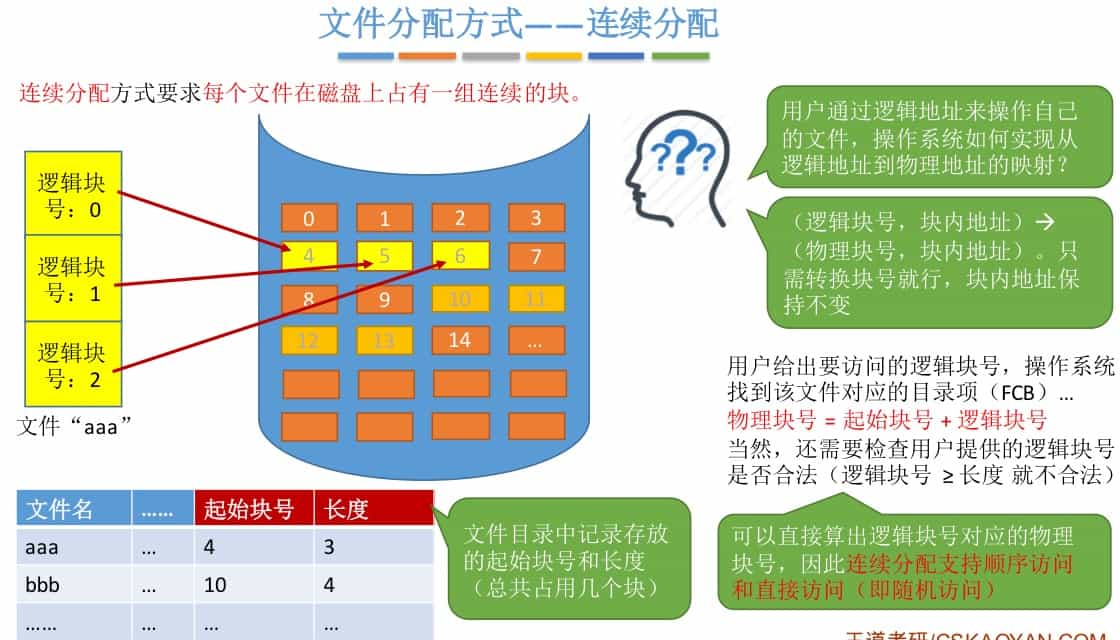 文件分配方式——连续分配
连续分配方式要求每个文件在磁盘上占有一组连续的块。
逻辑块
号：0
逻辑块
号：1
逻辑块
号：2
文件“aaa”
0 1 2 3
4 5 6 7
8 9 10 11
12 13 14 ...
???
用户通过逻辑地址来操作自己
的文件，操作系统如何实现从
逻辑地址到物理地址的映射？
（逻辑块号，块内地址）→
（物理块号，块内地址）。只
需转换块号就行，块内地址保
持不变
用户给出要访问的逻辑块号，操作系统
找到该文件对应的目录项（FCB）...
物理块号 = 起始块号 + 逻辑块号
当然，还需要检查用户提供的逻辑块号
是否合法（逻辑块号 ≥ 长度 就不合法）
可以直接算出逻辑块号对应的物理
块号，因此连续分配支持顺序访问
和直接访问（即随机访问）
文件名 …… 起始块号 长度
aaa ... 4 3
bbb ... 10 4
…… ... ... ...
文件目录中记录存放
的起始块号和长度
（总共占用几个块）
王道考研/CSKAOYAN.COM